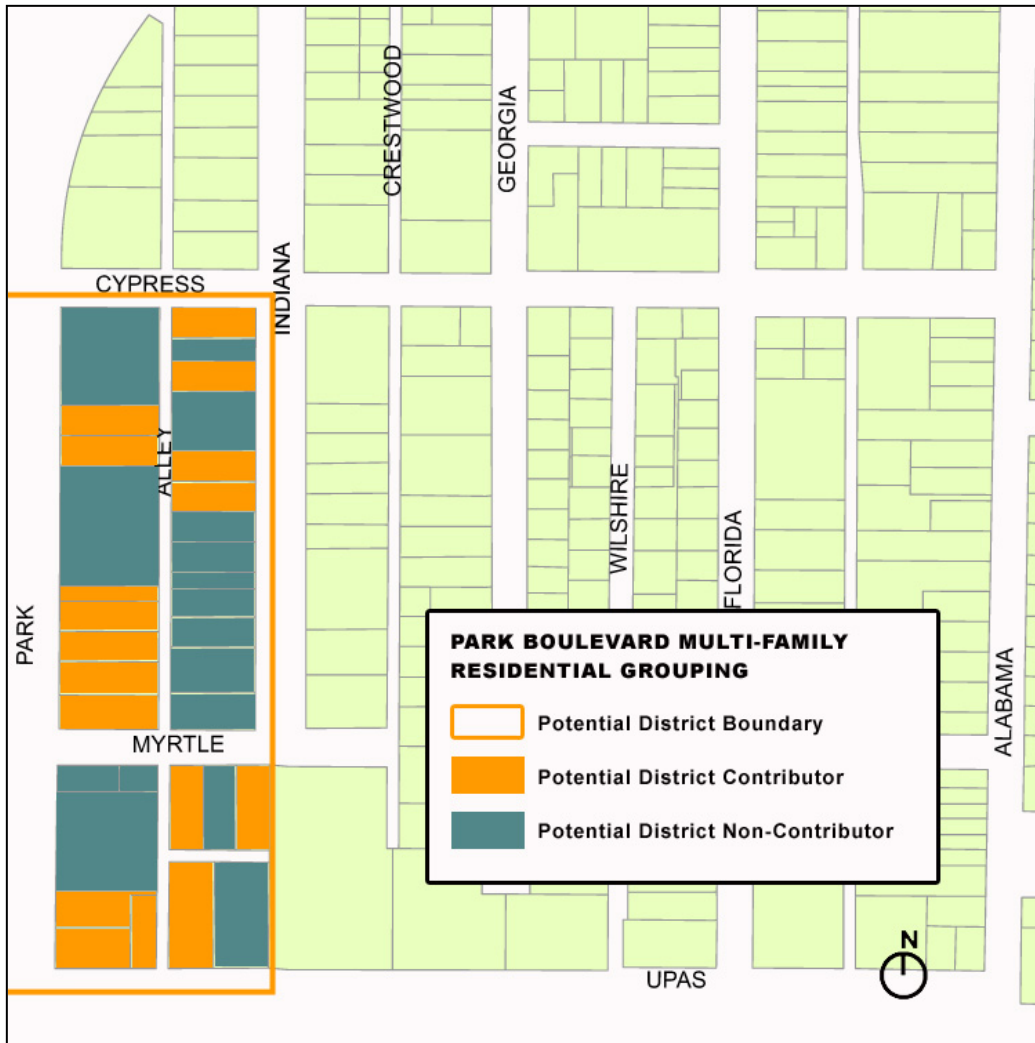 CRESTWOOD
GEORGIA
INDIANA
CYPRESS
ALLEY
WILSHIRE
FLORIDA
PARK
ALABAMA
MYRTLE
PARK BOULEVARD MULTI-FAMILY
RESIDENTIAL GROUPING
Potential District Boundary
Potential District Contributor
Potential District Non-Contributor
N
UPAS